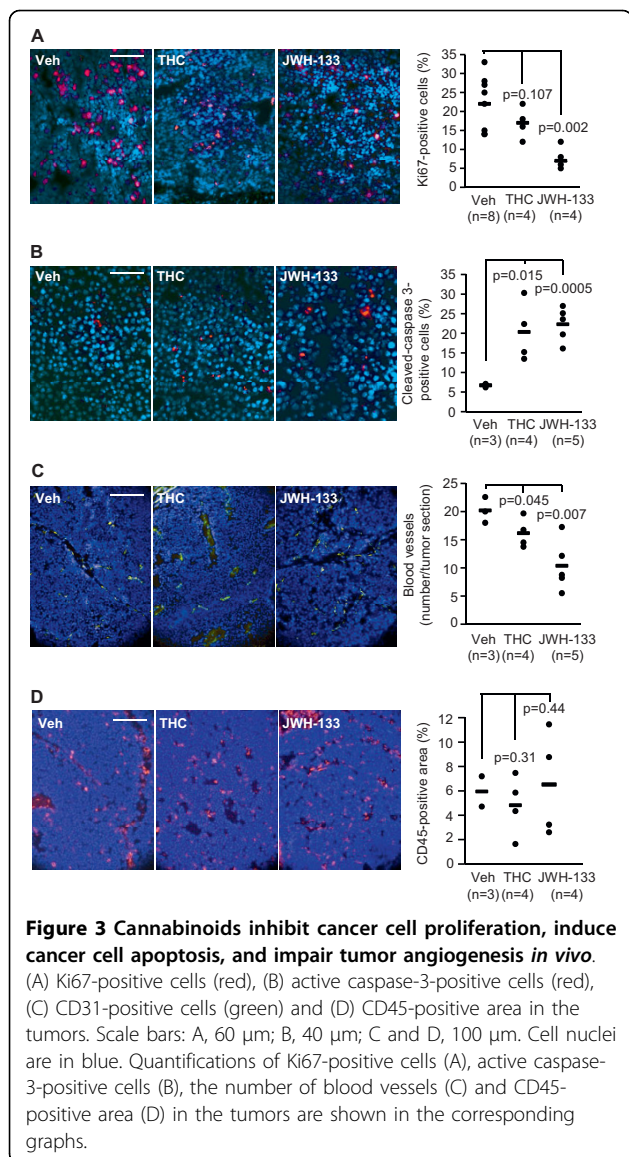 A
Veh THC JWH-133
Ki67-positive cells (%)
35
30
25
20
15
10
5
0
p=0.107
p=0.002
Veh THC JWH-133
(n=8) (n=4) (n=4)
B
Veh THC JWH-133
Cleaved-caspase 3-
positive cells (%)
35
30
25
20
15
10
5
0
p=0.015
p=0.0005
Veh THC JWH-133
(n=3) (n=4) (n=5)
C
Veh THC JWH-133
Blood vessels
(number/tumor section)
25
20
15
10
5
0
p=0.045
p=0.007
Veh THC JWH-133
(n=3) (n=4) (n=5)
D
Veh THC JWH-133
CD45-positive area (%)
12
10
8
6
4
2
0
p=0.44
p=0.31
Veh THC JWH-133
(n=3) (n=4) (n=4)
Figure 3 Cannabinoids inhibit cancer cell proliferation, induce
cancer cell apoptosis, and impair tumor angiogenesis in vivo.
(A) Ki67-positive cells (red), (B) active caspase-3-positive cells (red),
(C) CD31-positive cells (green) and (D) CD45-positive area in the
tumors. Scale bars: A, 60 μm; B, 40 μm; C and D, 100 μm. Cell nuclei
are in blue. Quantifications of Ki67-positive cells (A), active caspase-
3-positive cells (B), the number of blood vessels (C) and CD45-
positive area (D) in the tumors are shown in the corresponding
graphs.